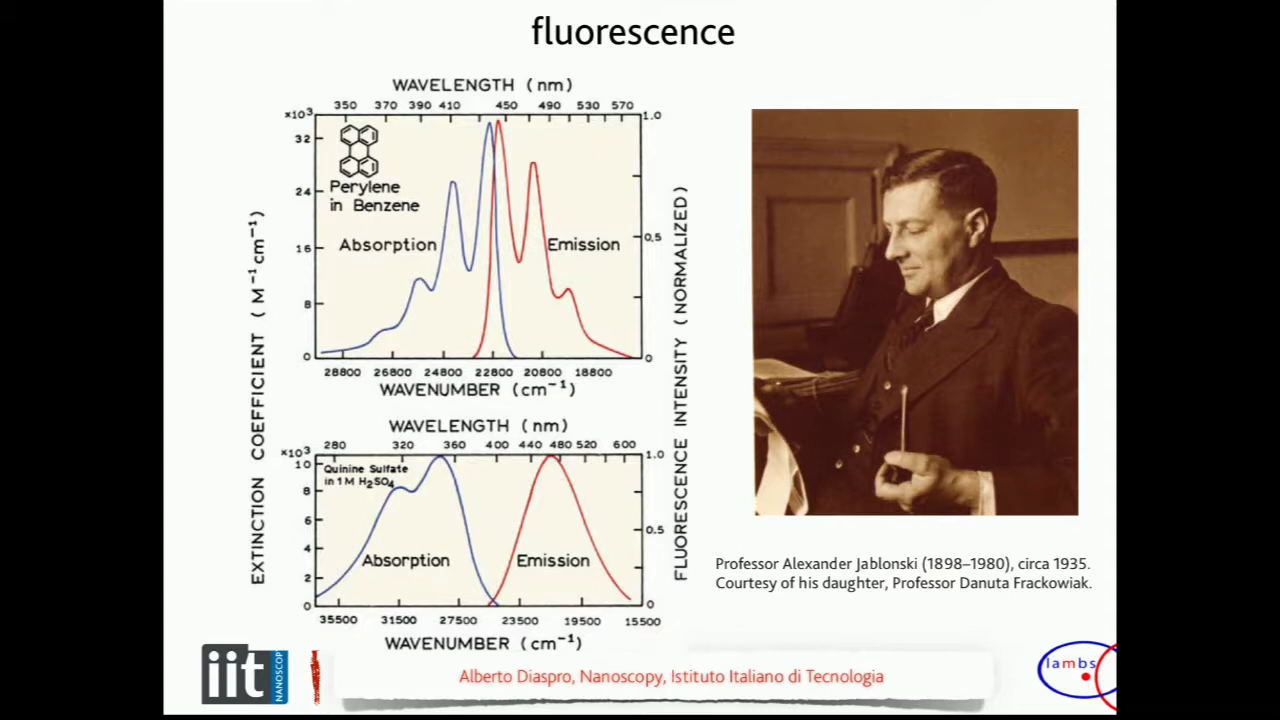 fluorescence
WAVELENGTH (nm)
350 370 390 410 450 490 530 570
×10³
32
24
16
8
0
1.0
0,5
0
Perylene
in Benzene
Absorption
Emission
28800 26800 24800 22800 20800 18800
WAVENUMBER (cm⁻¹)
EXTINCTION COEFFICIENT (M⁻¹ cm⁻¹)
FLUORESCENCE INTENSITY (NORMALIZED)
WAVELENGTH (nm)
280 320 360 400 440 480 520 600
×10³
10
8
6
4
2
0
1.0
0.5
0
Quinine Sulfate
in 1 M H₂SO₄
Absorption
Emission
35500 31500 27500 23500 19500 15500
WAVENUMBER (cm⁻¹)
Professor Alexander Jablonski (1898–1980), circa 1935.
Courtesy of his daughter, Professor Danuta Frackowiak.
iit
NANOSCOPY
Alberto Diaspro, Nanoscopy, Istituto Italiano di Tecnologia
lambs